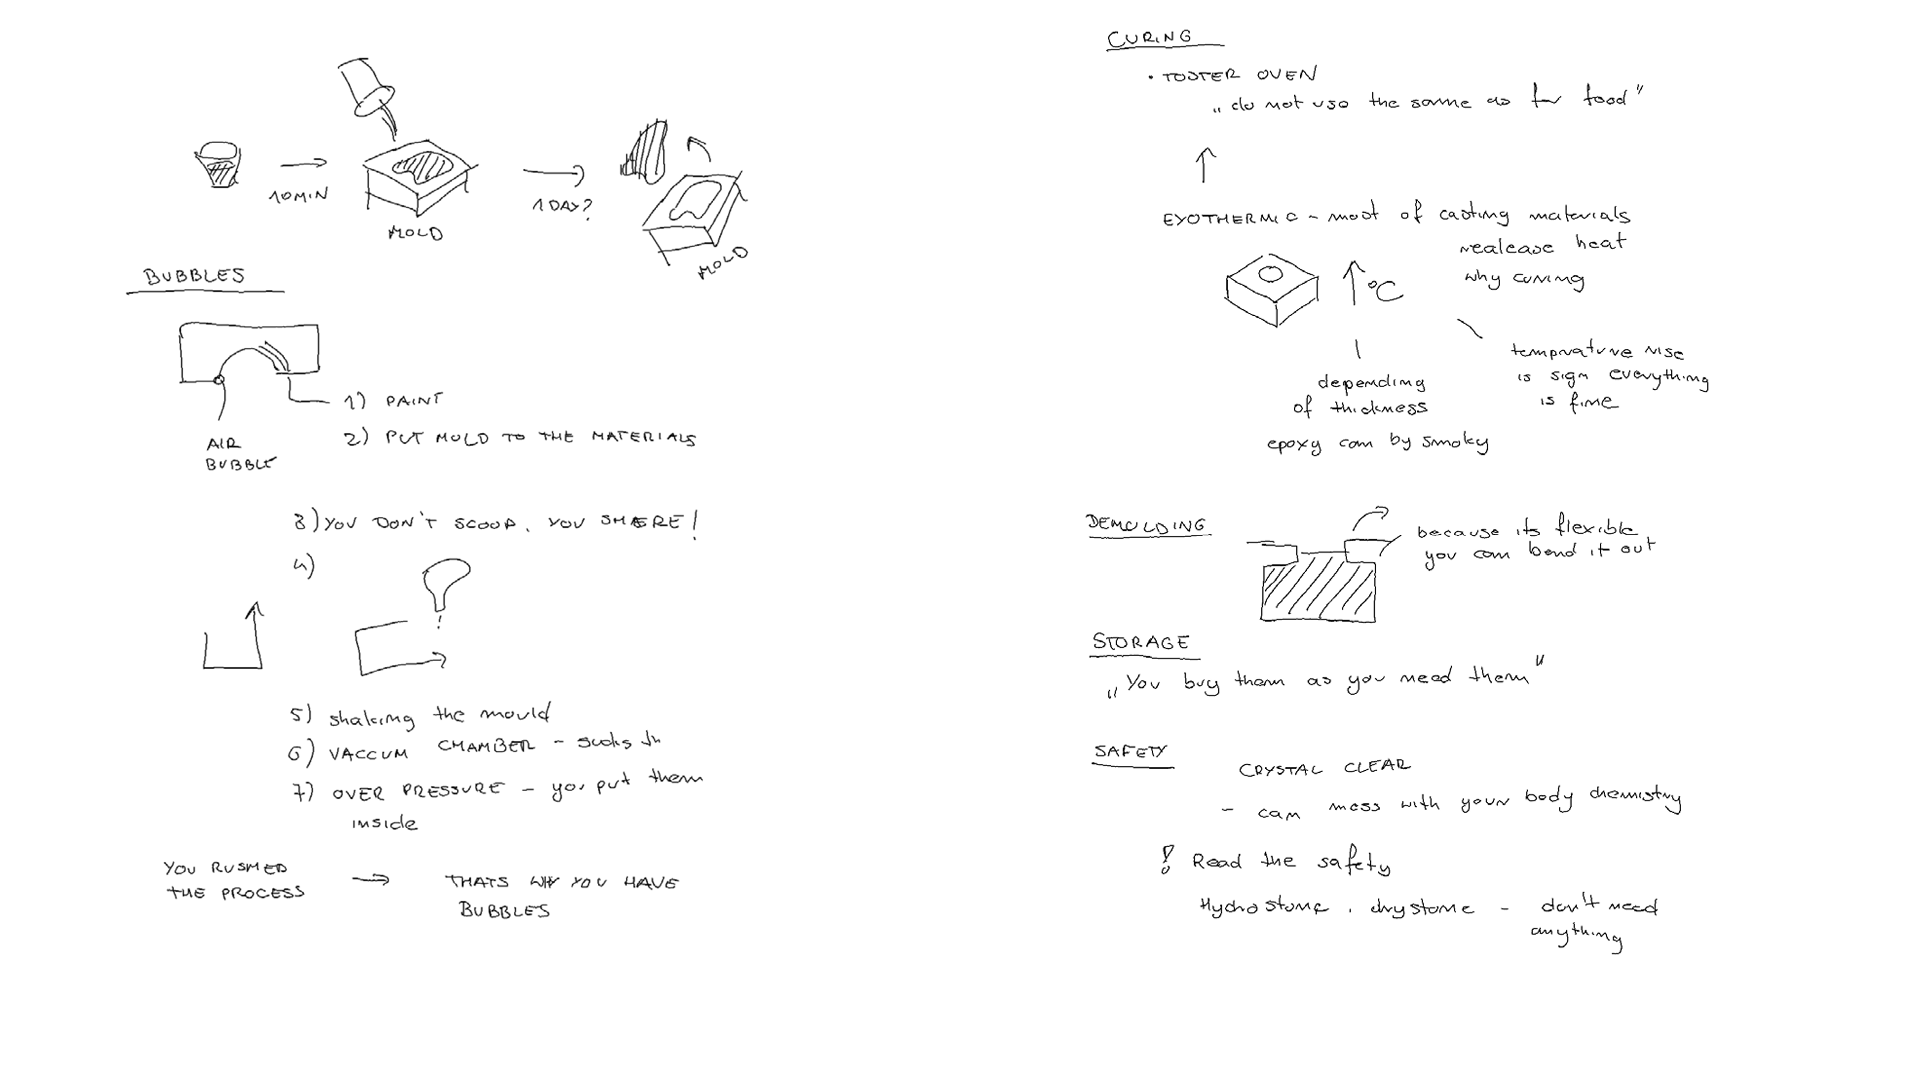 10MIN
MOLD
1 DAY?
MOLD
BUBBLES
AIR
BUBBLE
1) PAINT
2) PUT MOLD TO THE MATERIALS
3) YOU DON'T SCOOP, YOU SMÆRE!
4)
5) shaking the mould
6) VACCUM CHAMBER - sucks th
7) OVER PRESSURE - you put them
inside
YOU RUSHED
THE PROCESS
THATS WHY YOU HAVE
BUBBLES
CURING
• TOSTER OVEN
„do not use the same as for food"
EXOTHERMIC - most of casting materials
realease heat
why curing
°C
depending
of thickness
epoxy can by smoky
tempratture rise
is sign everything
is fine
DEMOLDING
because its flexible
you can bend it out
STORAGE
„You buy them as you need them"
SAFETY
CRYSTAL CLEAR
- can mess with your body chemistry
! Read the safety
Hydrostone, drystone - don't need
anything